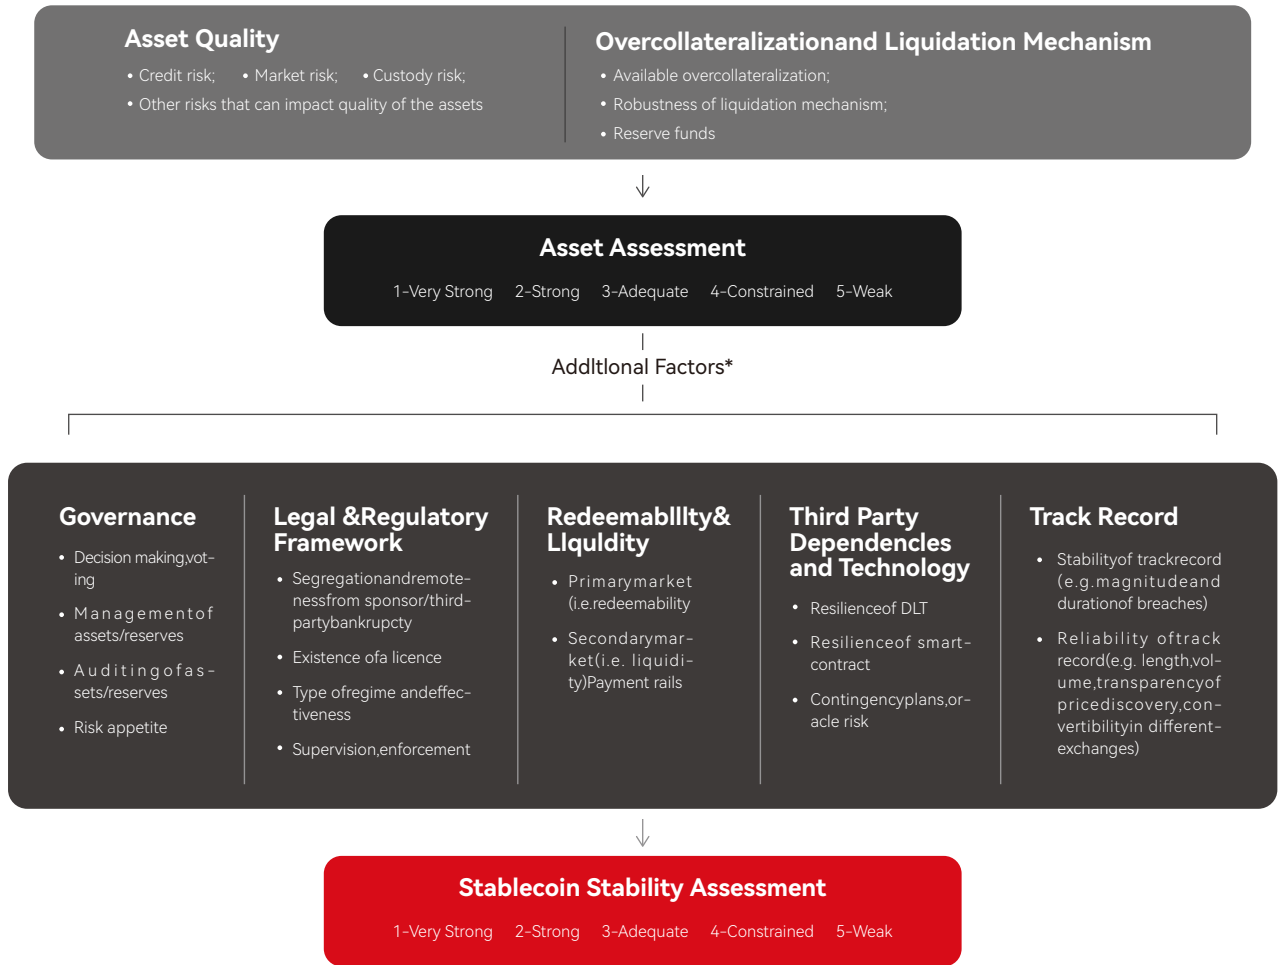 Asset Quality
• Credit risk; • Market risk; • Custody risk;
• Other risks that can impact quality of the assets
Overcollateralizationand Liquidation Mechanism
• Available overcollateralization;
• Robustness of liquidation mechanism;
• Reserve funds
Asset Assessment
1-Very Strong 2-Strong 3-Adequate 4-Constrained 5-Weak
AddItIonal Factors*
Governance
• Decision making,vot-
ing
• Managementof
assets/reserves
• Auditingofas-
sets/reserves
• Risk appetite
Legal &Regulatory
Framework
• Segregationandremote-
nessfrom sponsor/third-
partybankrupcty
• Existence ofa licence
• Type ofregime andeffec-
tiveness
• Supervision,enforcement
RedeemabIlIty&
LIquIdity
• Primarymarket
(i.e.redeemability
• Secondarymar-
ket(i.e. liquidi-
ty)Payment rails
Third Party
DependencIes
and Technology
• Resilienceof DLT
• Resilienceof smart-
contract
• Contingencyplans,or-
acle risk
Track Record
• Stabilityof trackrecord
(e.g.magnitudeand
durationof breaches)
• Reliability oftrack
record(e.g. length,vol-
ume,transparencyof
pricediscovery,con-
vertibilityin different-
exchanges)
Stablecoin Stability Assessment
1-Very Strong 2-Strong 3-Adequate 4-Constrained 5-Weak